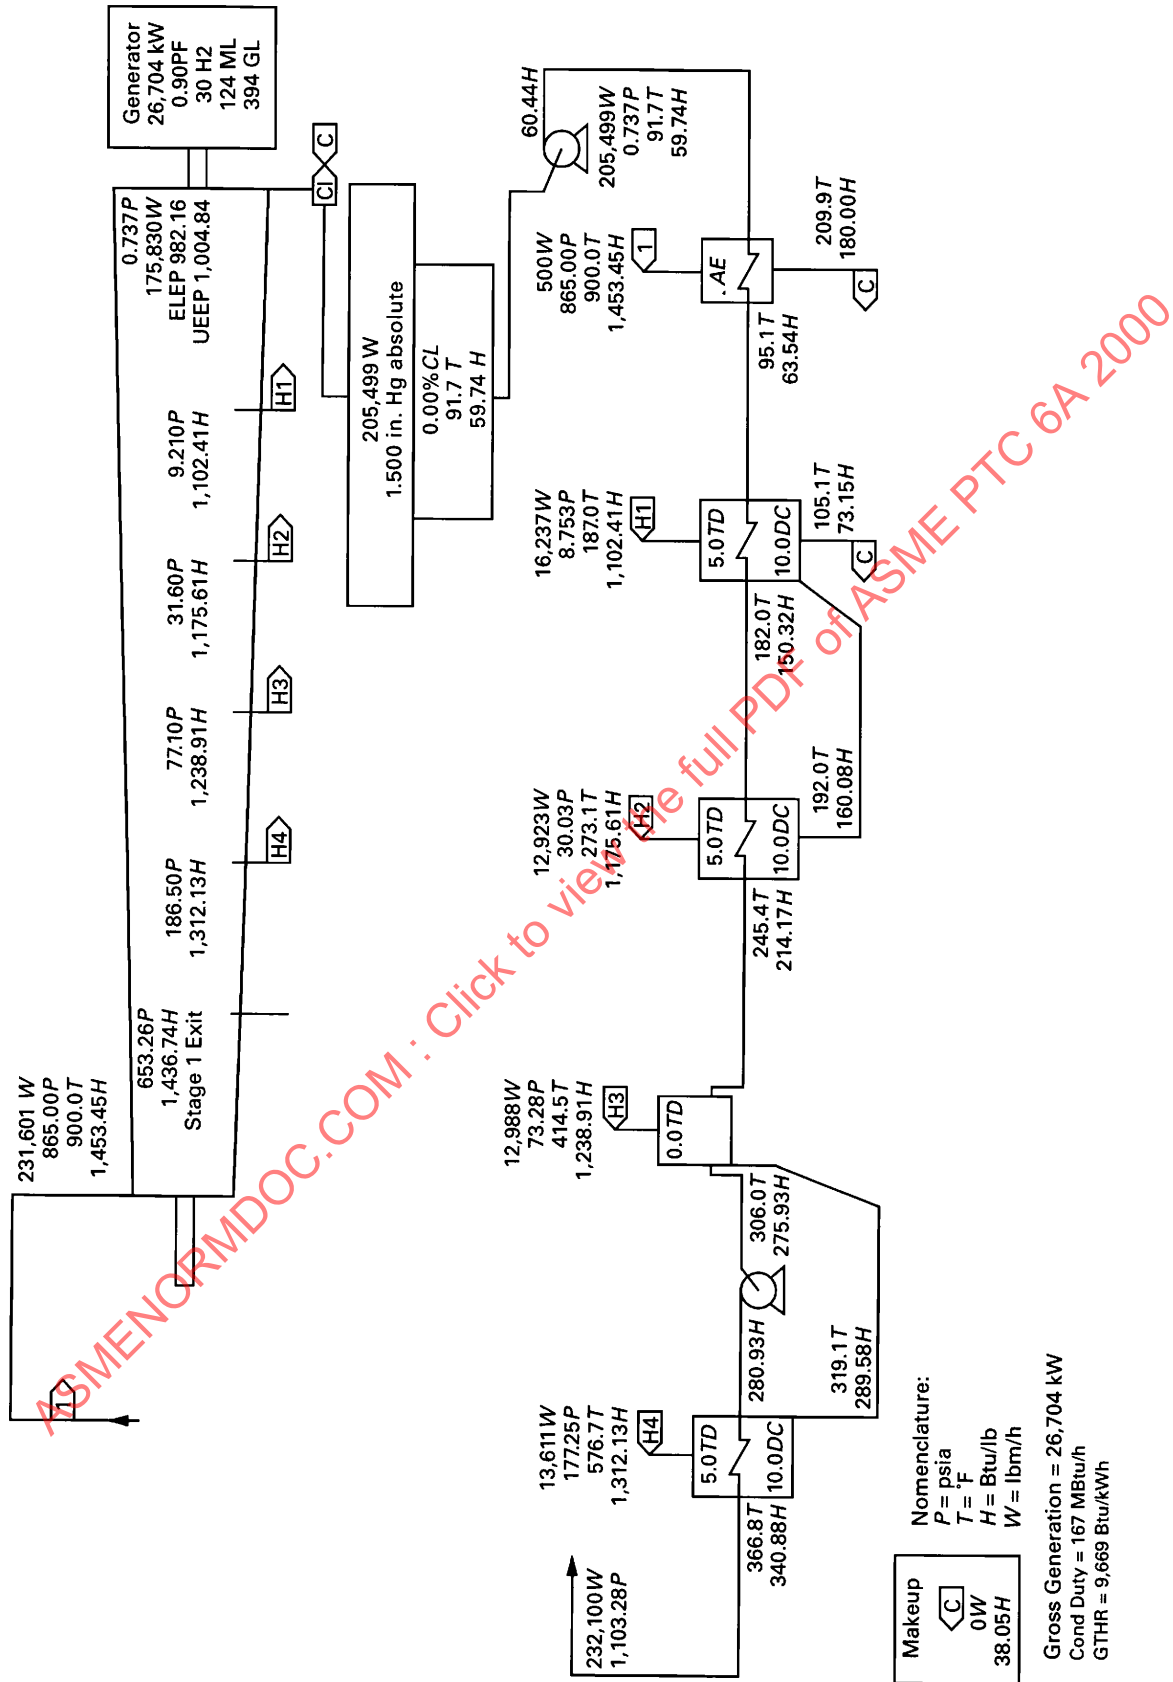 Generator
26,704 kW
0.90PF
30 H2
124 ML
394 GL
0.737P
175,830W
ELEP 982.16
UEEP 1,004.84
9.210P
1,102.41H
31.60P
1,175.61H
77.10P
1,238.91H
186.50P
1,312.13H
653.26P
1,436.74H
Stage 1 Exit
231,601 W
865.00P
900.0T
1,453.45H
1
H4
H3
H2
H1
CI
C
205,499 W
1.500 in. Hg absolute
0.00%CL
91.7 T
59.74 H
60.44H
205,499W
0.737P
91.7T
59.74H
500W
865.00P
900.0T
1,453.45H
1
.AE
209.9T
180.00H
C
95.1T
63.54H
16,237W
8.753P
187.0T
1,102.41H
H1
5.0TD
10.0DC
105.1T
73.15H
C
182.0T
150.32H
12,923W
30.03P
273.1T
1,175.61H
H2
5.0TD
10.0DC
192.0T
160.08H
245.4T
214.17H
12,988W
73.28P
414.5T
1,238.91H
H3
0.0TD
306.0T
275.93H
280.93H
319.1T
289.58H
13,611W
177.25P
576.7T
1,312.13H
H4
5.0TD
10.0DC
366.8T
340.88H
232,100W
1,103.28P
Makeup
C
0W
38.05H
Nomenclature:
P = psia
T = °F
H = Btu/lb
W = lbm/h
Gross Generation = 26,704 kW
Cond Duty = 167 MBtu/h
GTHR = 9,669 Btu/kWh
ASMENORMDOC.COM : Click to view the full PDF of ASME PTC 6A 2000